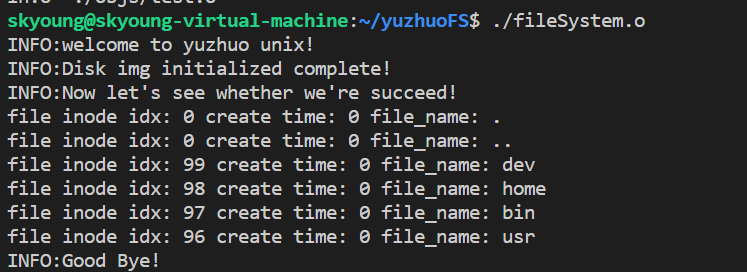 skyoung@skyoung-virtual-machine:~/yuzhuoFS$ ./fileSystem.o
INFO:welcome to yuzhuo unix!
INFO:Disk img initialized complete!
INFO:Now let's see whether we're succeed!
file inode idx: 0 create time: 0 file_name: .
file inode idx: 0 create time: 0 file_name: ..
file inode idx: 99 create time: 0 file_name: dev
file inode idx: 98 create time: 0 file_name: home
file inode idx: 97 create time: 0 file_name: bin
file inode idx: 96 create time: 0 file_name: usr
INFO:Good Bye!